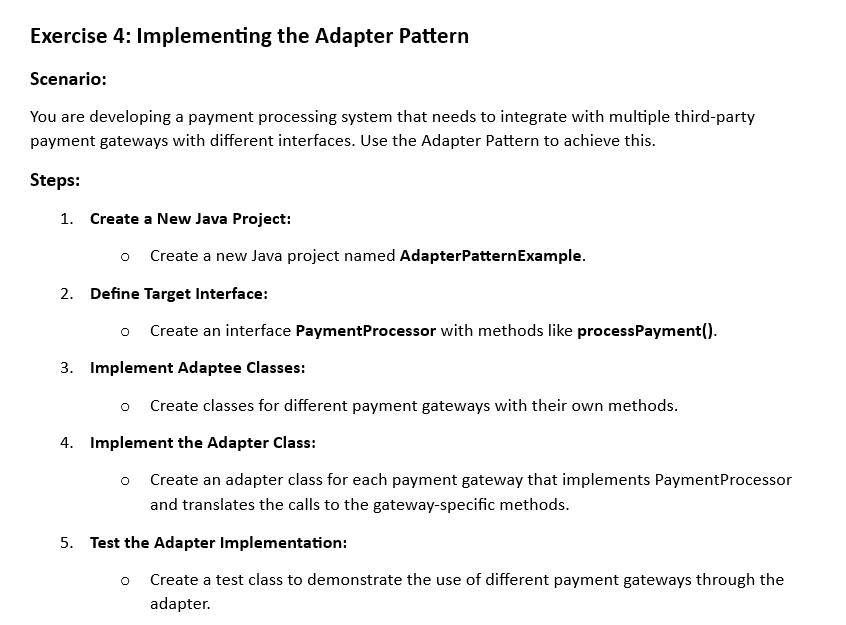 Exercise 4: Implementing the Adapter Pattern
Scenario:
You are developing a payment processing system that needs to integrate with multiple third-party
payment gateways with different interfaces. Use the Adapter Pattern to achieve this.
Steps:
1. Create a New Java Project:
o Create a new Java project named AdapterPatternExample.
2. Define Target Interface:
o Create an interface PaymentProcessor with methods like processPayment().
3. Implement Adaptee Classes:
o Create classes for different payment gateways with their own methods.
4. Implement the Adapter Class:
o Create an adapter class for each payment gateway that implements PaymentProcessor
and translates the calls to the gateway-specific methods.
5. Test the Adapter Implementation:
o Create a test class to demonstrate the use of different payment gateways through the
adapter.